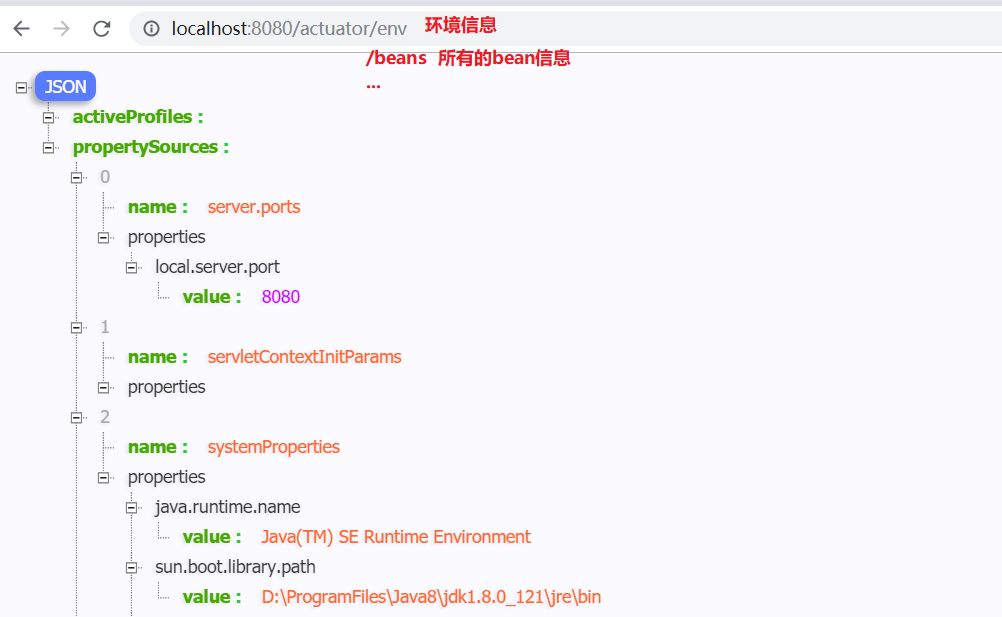 localhost:8080/actuator/env 环境信息
/beans 所有的bean信息
...
JSON
activeProfiles :
propertySources :
0
name : server.ports
properties
local.server.port
value : 8080
1
name : servletContextInitParams
properties
2
name : systemProperties
properties
java.runtime.name
value : Java(TM) SE Runtime Environment
sun.boot.library.path
value : D:\ProgramFiles\Java8\jdk1.8.0_121\jre\bin